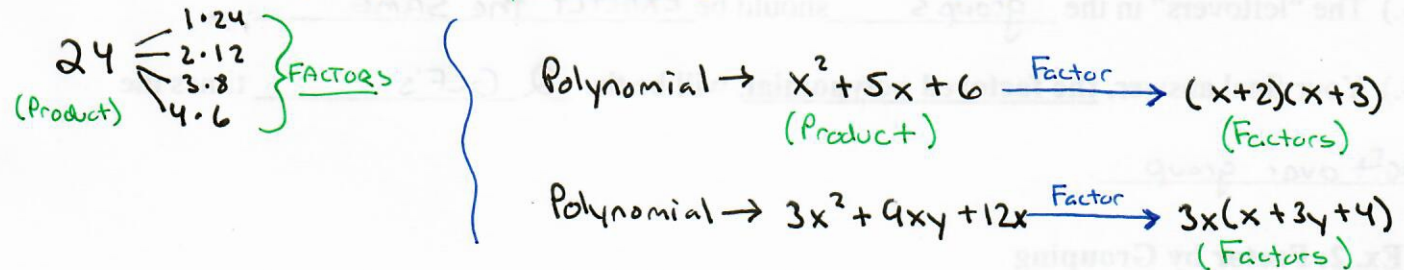 24
(Product)
1·24
2·12
3·8
4·6
FACTORS
Polynomial → x² + 5x + 6 Factor → (x+2)(x+3)
(Product) (Factors)
Polynomial → 3x² + 9xy + 12x Factor → 3x(x + 3y + 4)
(Factors)